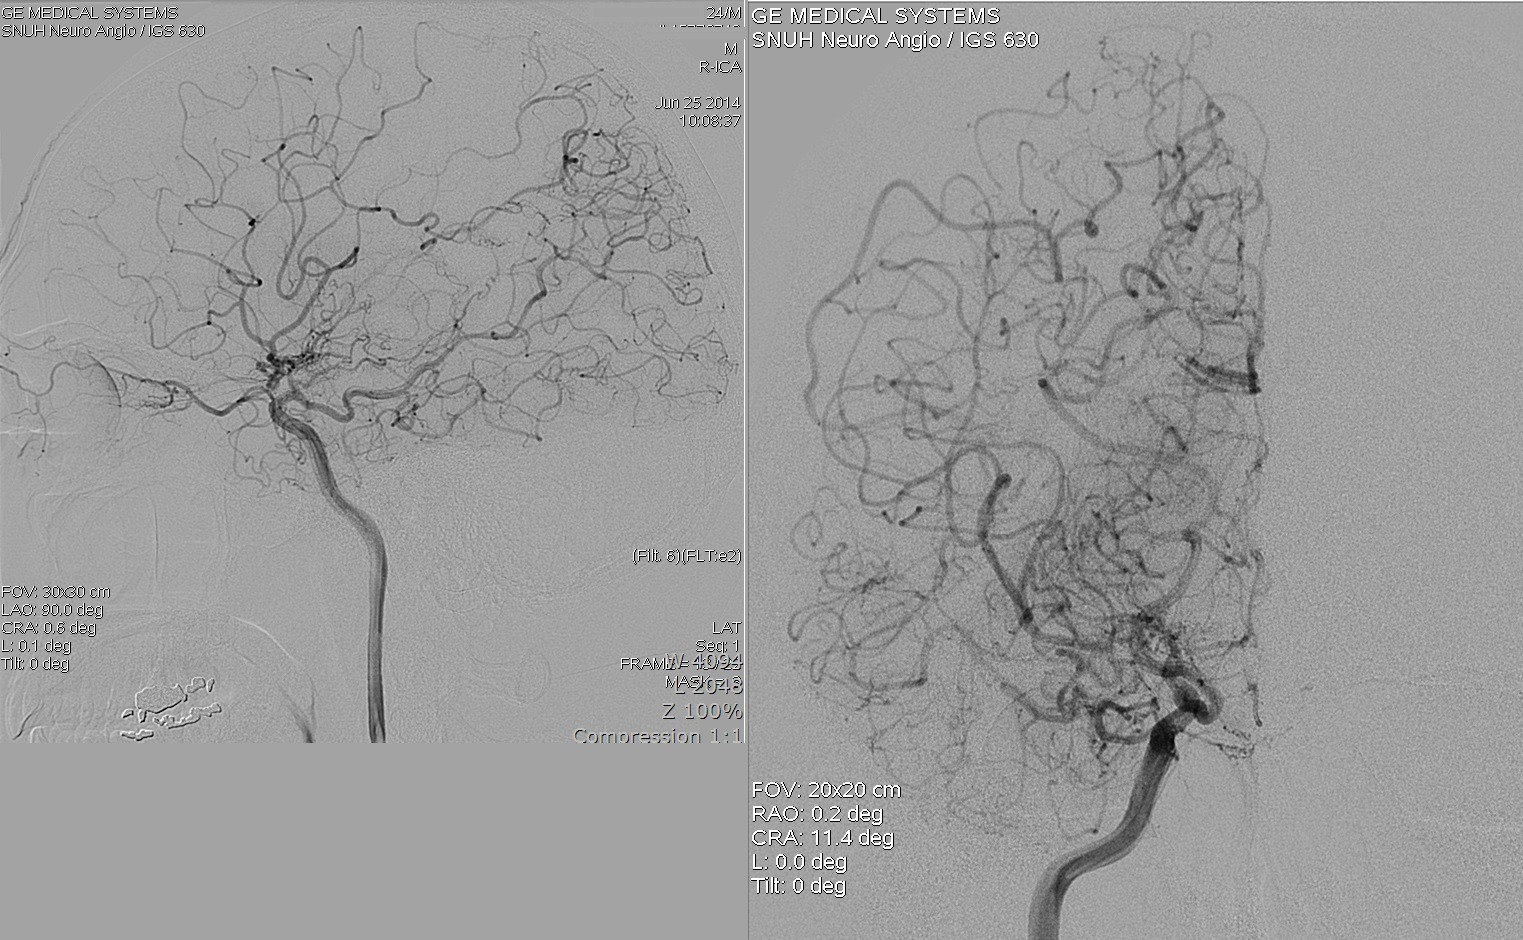 GE MEDICAL SYSTEMS
SNUH Neuro Angio / IGS 630
24/M
M
R-ICA
Jun 25 2014
10:08:37
(Filt. 6)(FLT:e2)
FOV: 30x30 cm
LAO: 90.0 deg
CRA: 0.6 deg
L: 0.1 deg
Tilt: 0 deg
LAT
Seq: 1
W 4094
L 2048
Z 100%
Compression 1:1
GE MEDICAL SYSTEMS
SNUH Neuro Angio / IGS 630
FOV: 20x20 cm
RAO: 0.2 deg
CRA: 11.4 deg
L: 0.0 deg
Tilt: 0 deg